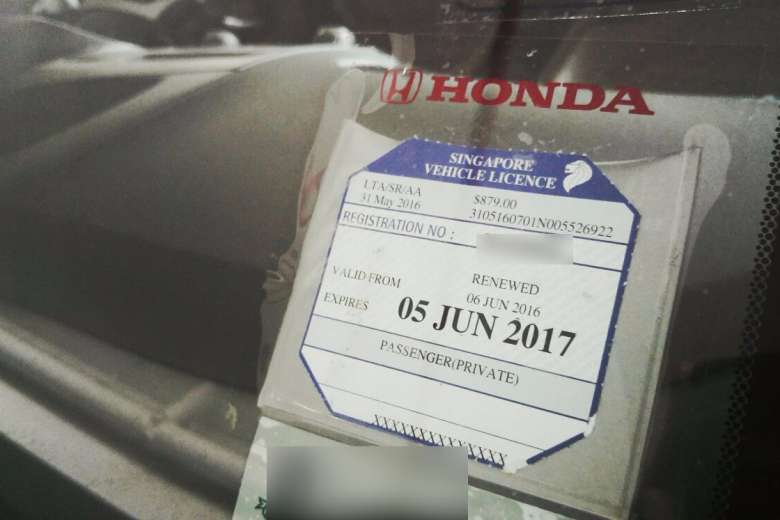 HONDA
SINGAPORE
VEHICLE LICENCE
LTA/SR/AA $879.00
31 May 2016 3105160701N005526922
REGISTRATION NO :
VALID FROM RENEWED
06 JUN 2016
EXPIRES 05 JUN 2017
PASSENGER(PRIVATE)
XXXXXXXXXXXXXXX